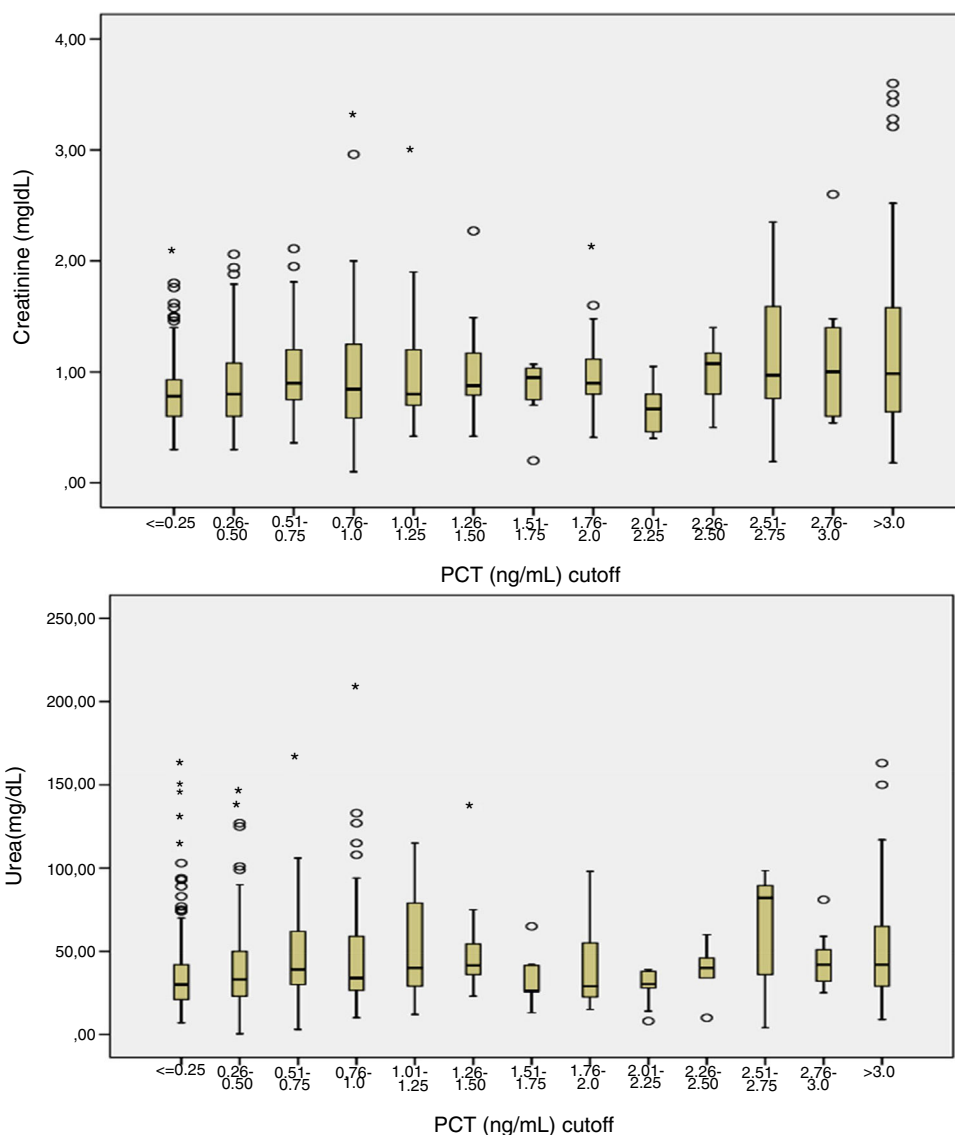 4,00
3,00
2,00
1,00
,00
Creatinine (mgldL)
<=0.25 0.26- 0.51- 0.76- 1.01- 1.26- 1.51- 1.76- 2.01- 2.26- 2.51- 2.76- >3.0
0.50 0.75 1.0 1.25 1.50 1.75 2.0 2.25 2.50 2.75 3.0
PCT (ng/mL) cutoff
250,00
200,00
150,00
100,00
50,00
,00
Urea(mg/dL)
<=0.25 0.26- 0.51- 0.76- 1.01- 1.26- 1.51- 1.76- 2.01- 2.26- 2.51- 2.76- >3.0
0.50 0.75 1.0 1.25 1.50 1.75 2.0 2.25 2.50 2.75 3.0
PCT (ng/mL) cutoff